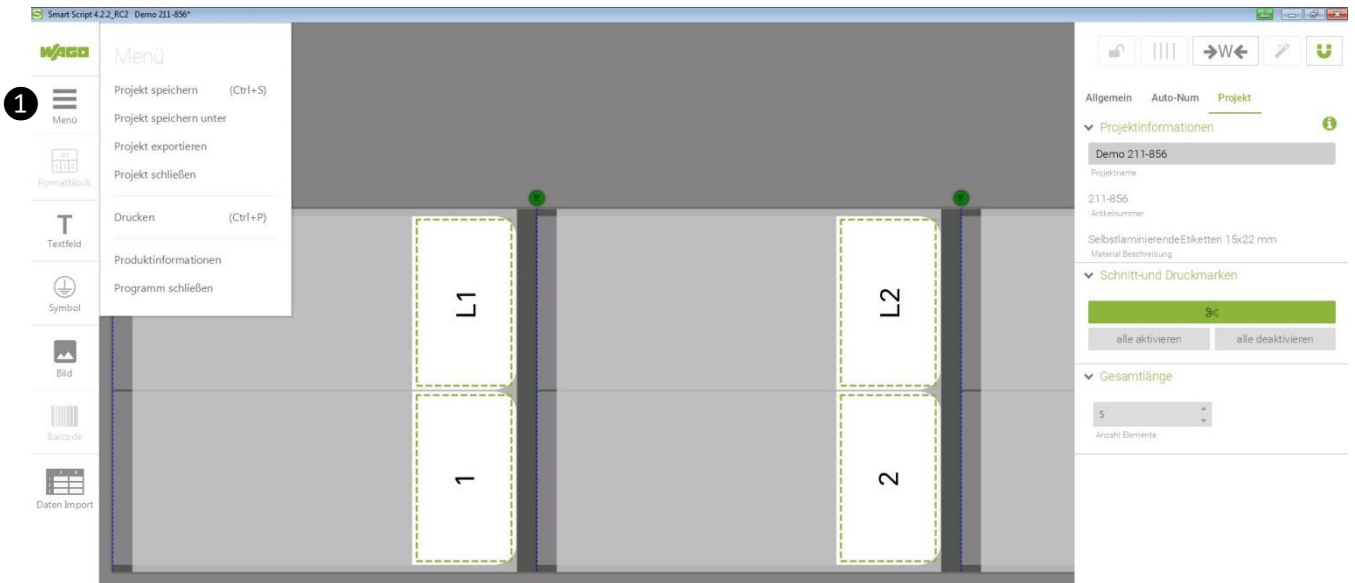 Smart Script 4.2.2_RC2 Demo 211-856*
WAGO
1
Menü
Formatblock
Textfeld
Symbol
Bild
Barcode
Daten Import
Menü
Projekt speichern (Ctrl+S)
Projekt speichern unter
Projekt exportieren
Projekt schließen
Drucken (Ctrl+P)
Produktinformationen
Programm schließen
L1
L2
1
2
→W←
Allgemein Auto-Num Projekt
Projektinformationen
Demo 211-856
Projektname
211-856
Artikelnummer
SelbstlaminierendeEtiketten 15x22 mm
Material Beschreibung
Schnitt-und Druckmarken
alle aktivieren alle deaktivieren
Gesamtlänge
5
Anzahl Elemente